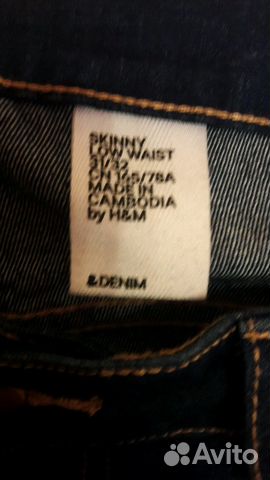 SKINNY
LOW WAIST
31/32
CN 165/78A
MADE IN
CAMBODIA
by H&M
&DENIM
Avito